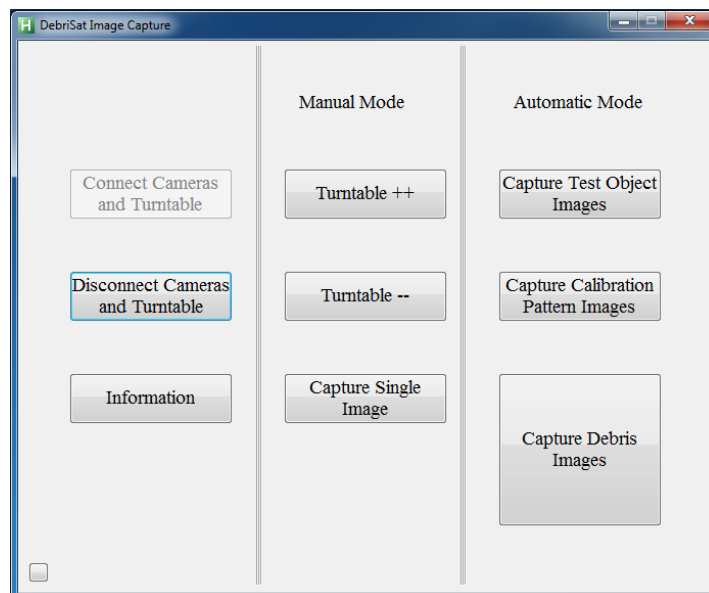 H DebriSat Image Capture
Manual Mode
Automatic Mode
Connect Cameras
and Turntable
Turntable ++
Capture Test Object
Images
Disconnect Cameras
and Turntable
Turntable --
Capture Calibration
Pattern Images
Information
Capture Single
Image
Capture Debris
Images